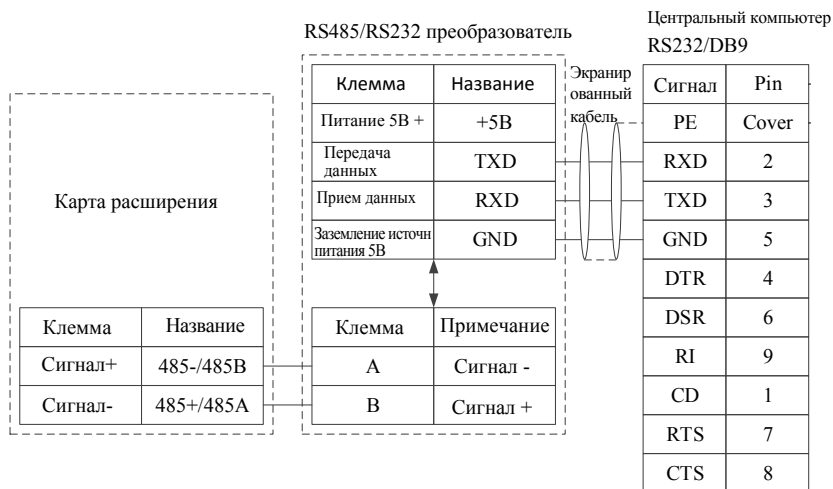 Центральный компьютер
RS485/RS232 преобразователь
RS232/DB9
Клемма Название
Экранир
ованный
кабель
Сигнал Pin
Питание 5В + +5В
PE Cover
Передача
данных
TXD
RXD 2
Карта расширения
Прием данных RXD
TXD 3
Заземление источн
питания 5В
GND
GND 5
DTR 4
Клемма Название
Клемма Примечание
DSR 6
Сигнал+ 485-/485B
A Сигнал -
RI 9
Сигнал- 485+/485A
B Сигнал +
CD 1
RTS 7
CTS 8